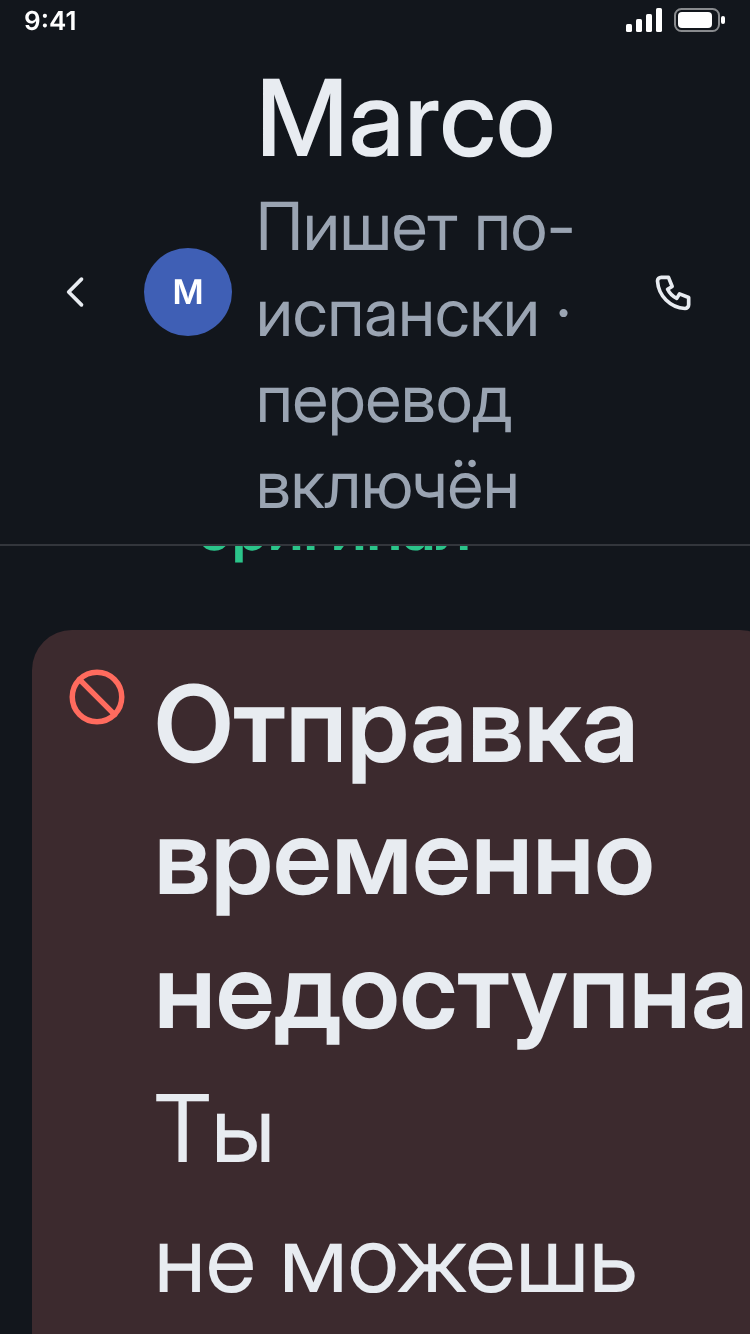 9:41
Marco
Пишет по-
испански ·
перевод
включён
M
Отправка
временно
недоступна
Ты
не можешь